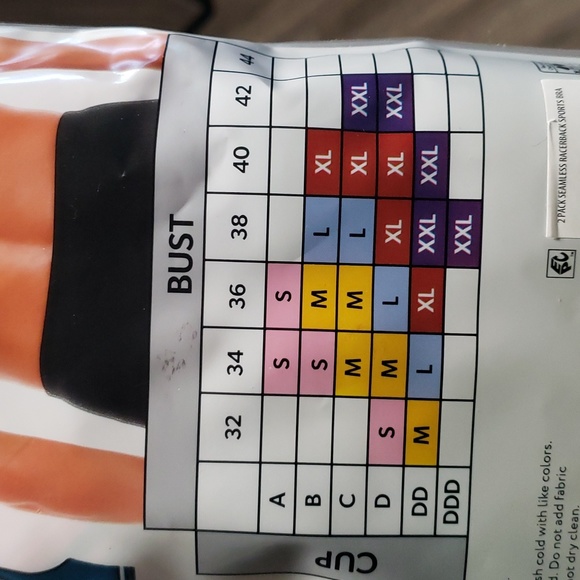 BUST
32 34 36 38 40 42 44
CUP
A S S
B S M L XL
C M M L XL XXL
D S M L XL XL XXL
DD M L XL XXL XXL
DDD XXL
2 PACK SEAMLESS RACERBACK SPORTS BRA
sh cold with like colors.
d. Do not add fabric
ot dry clean.